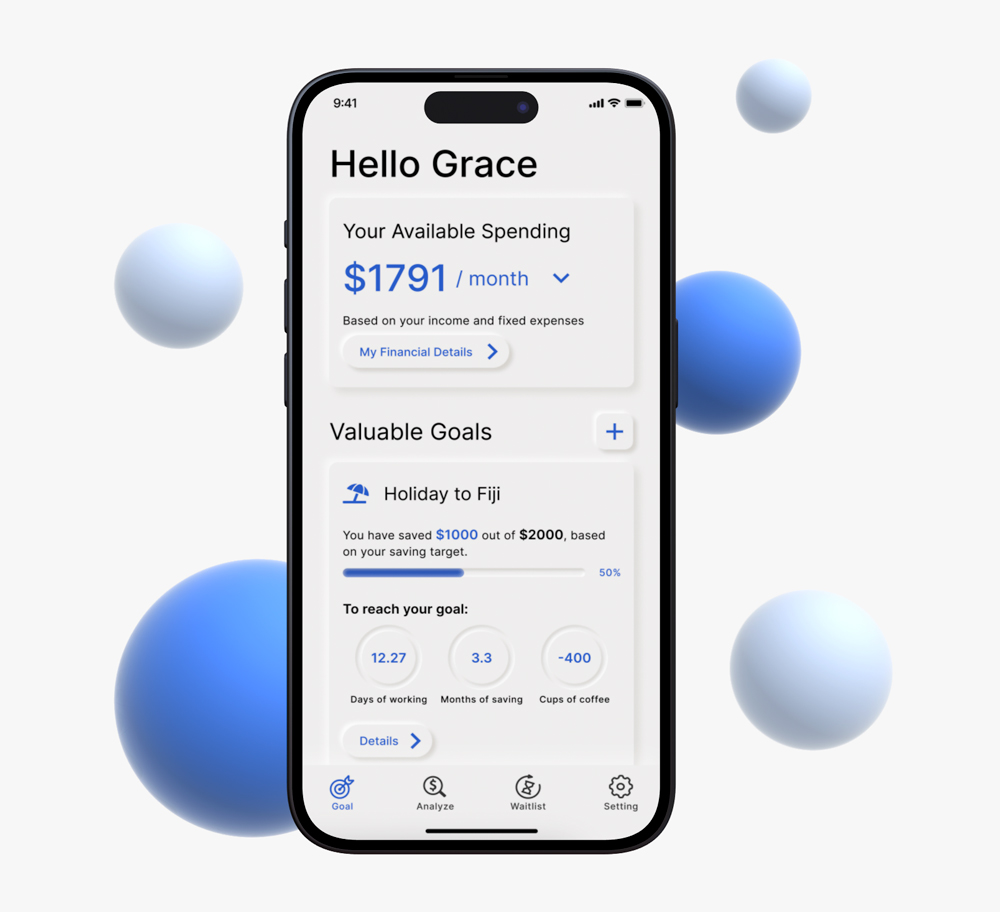 9:41
Hello Grace
Your Available Spending
$1791 / month
Based on your income and fixed expenses
My Financial Details
Valuable Goals
Holiday to Fiji
You have saved $1000 out of $2000, based
on your saving target.
50%
To reach your goal:
12.27 3.3 -400
Days of working Months of saving Cups of coffee
Details
Goal Analyze Waitlist Setting